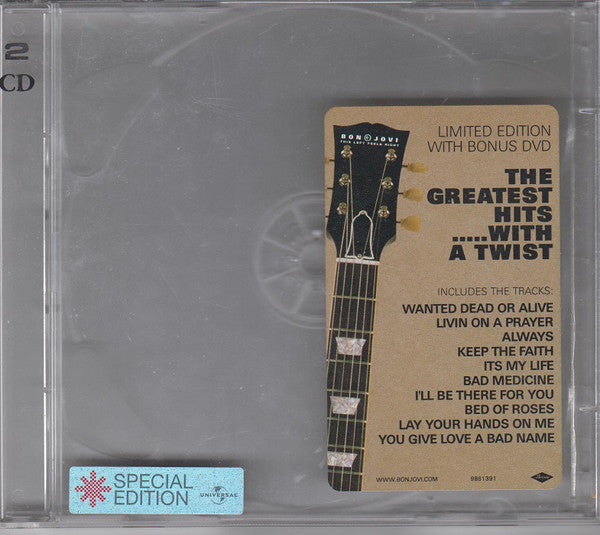 2
CD
BON JOVI
THIS LEFT FEELS RIGHT
LIMITED EDITION
WITH BONUS DVD
THE
GREATEST
HITS
.....WITH
A TWIST
INCLUDES THE TRACKS:
WANTED DEAD OR ALIVE
LIVIN ON A PRAYER
ALWAYS
KEEP THE FAITH
ITS MY LIFE
BAD MEDICINE
I'LL BE THERE FOR YOU
BED OF ROSES
LAY YOUR HANDS ON ME
YOU GIVE LOVE A BAD NAME
WWW.BONJOVI.COM 9861391
SPECIAL
EDITION
UNIVERSAL